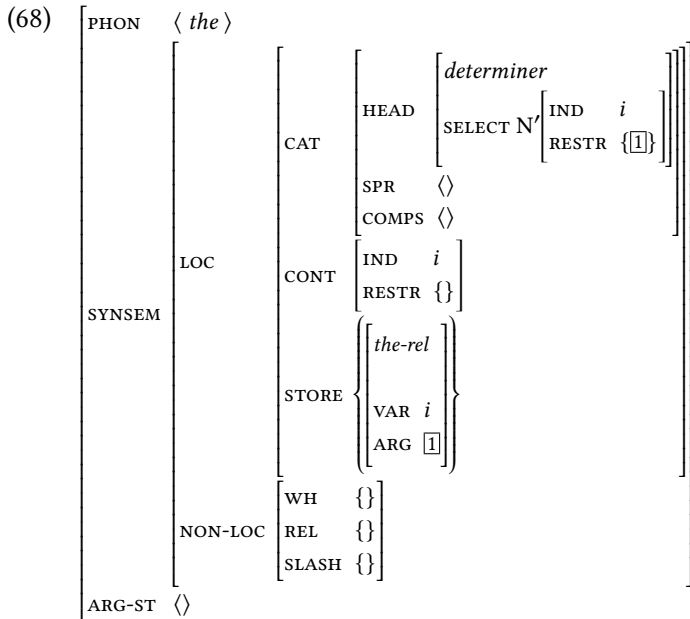 (68)
PHON ⟨ the ⟩
determiner
HEAD
SELECT N′ IND i
RESTR {1}
CAT
SPR ⟨⟩
COMPS ⟨⟩
LOC
CONT IND i
RESTR {}
SYNSEM
the-rel
STORE
VAR i
ARG 1
WH {}
NON-LOC REL {}
SLASH {}
ARG-ST ⟨⟩